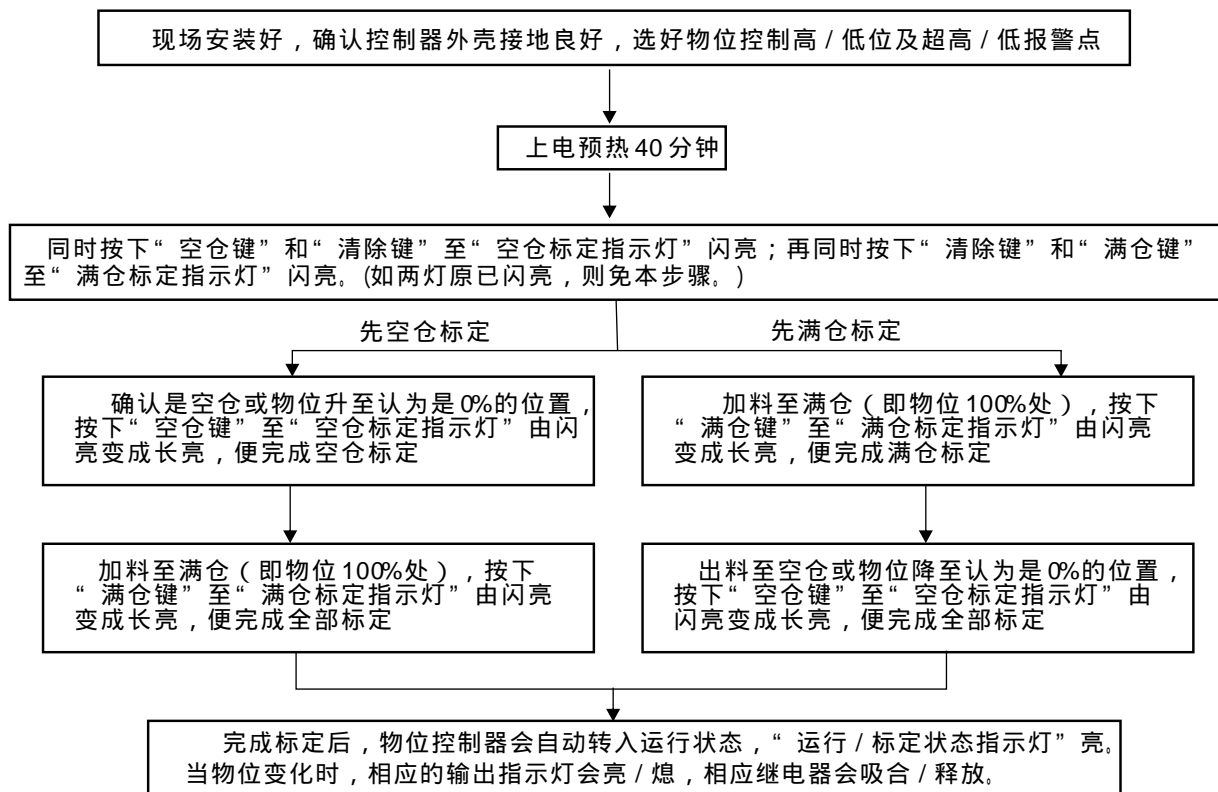 现场安装好，确认控制器外壳接地良好，选好物位控制高/低位及超高/低报警点
上电预热40分钟
同时按下“空仓键”和“清除键”至“空仓标定指示灯”闪亮；再同时按下“清除键”和“满仓键”
至“满仓标定指示灯”闪亮。(如两灯原已闪亮，则免本步骤。)
先空仓标定
先满仓标定
确认是空仓或物位升至认为是0%的位置，
按下“空仓键”至“空仓标定指示灯”由闪
亮变成长亮，便完成空仓标定
加料至满仓（即物位100%处），按下
“满仓键”至“满仓标定指示灯”由闪亮
变成长亮，便完成满仓标定
加料至满仓（即物位100%处），按下
“满仓键”至“满仓标定指示灯”由闪亮
变成长亮，便完成全部标定
出料至空仓或物位降至认为是0%的位置，
按下“空仓键”至“空仓标定指示灯”由
闪亮变成长亮，便完成全部标定
完成标定后，物位控制器会自动转入运行状态，“运行/标定状态指示灯”亮。
当物位变化时，相应的输出指示灯会亮/熄，相应继电器会吸合/释放。